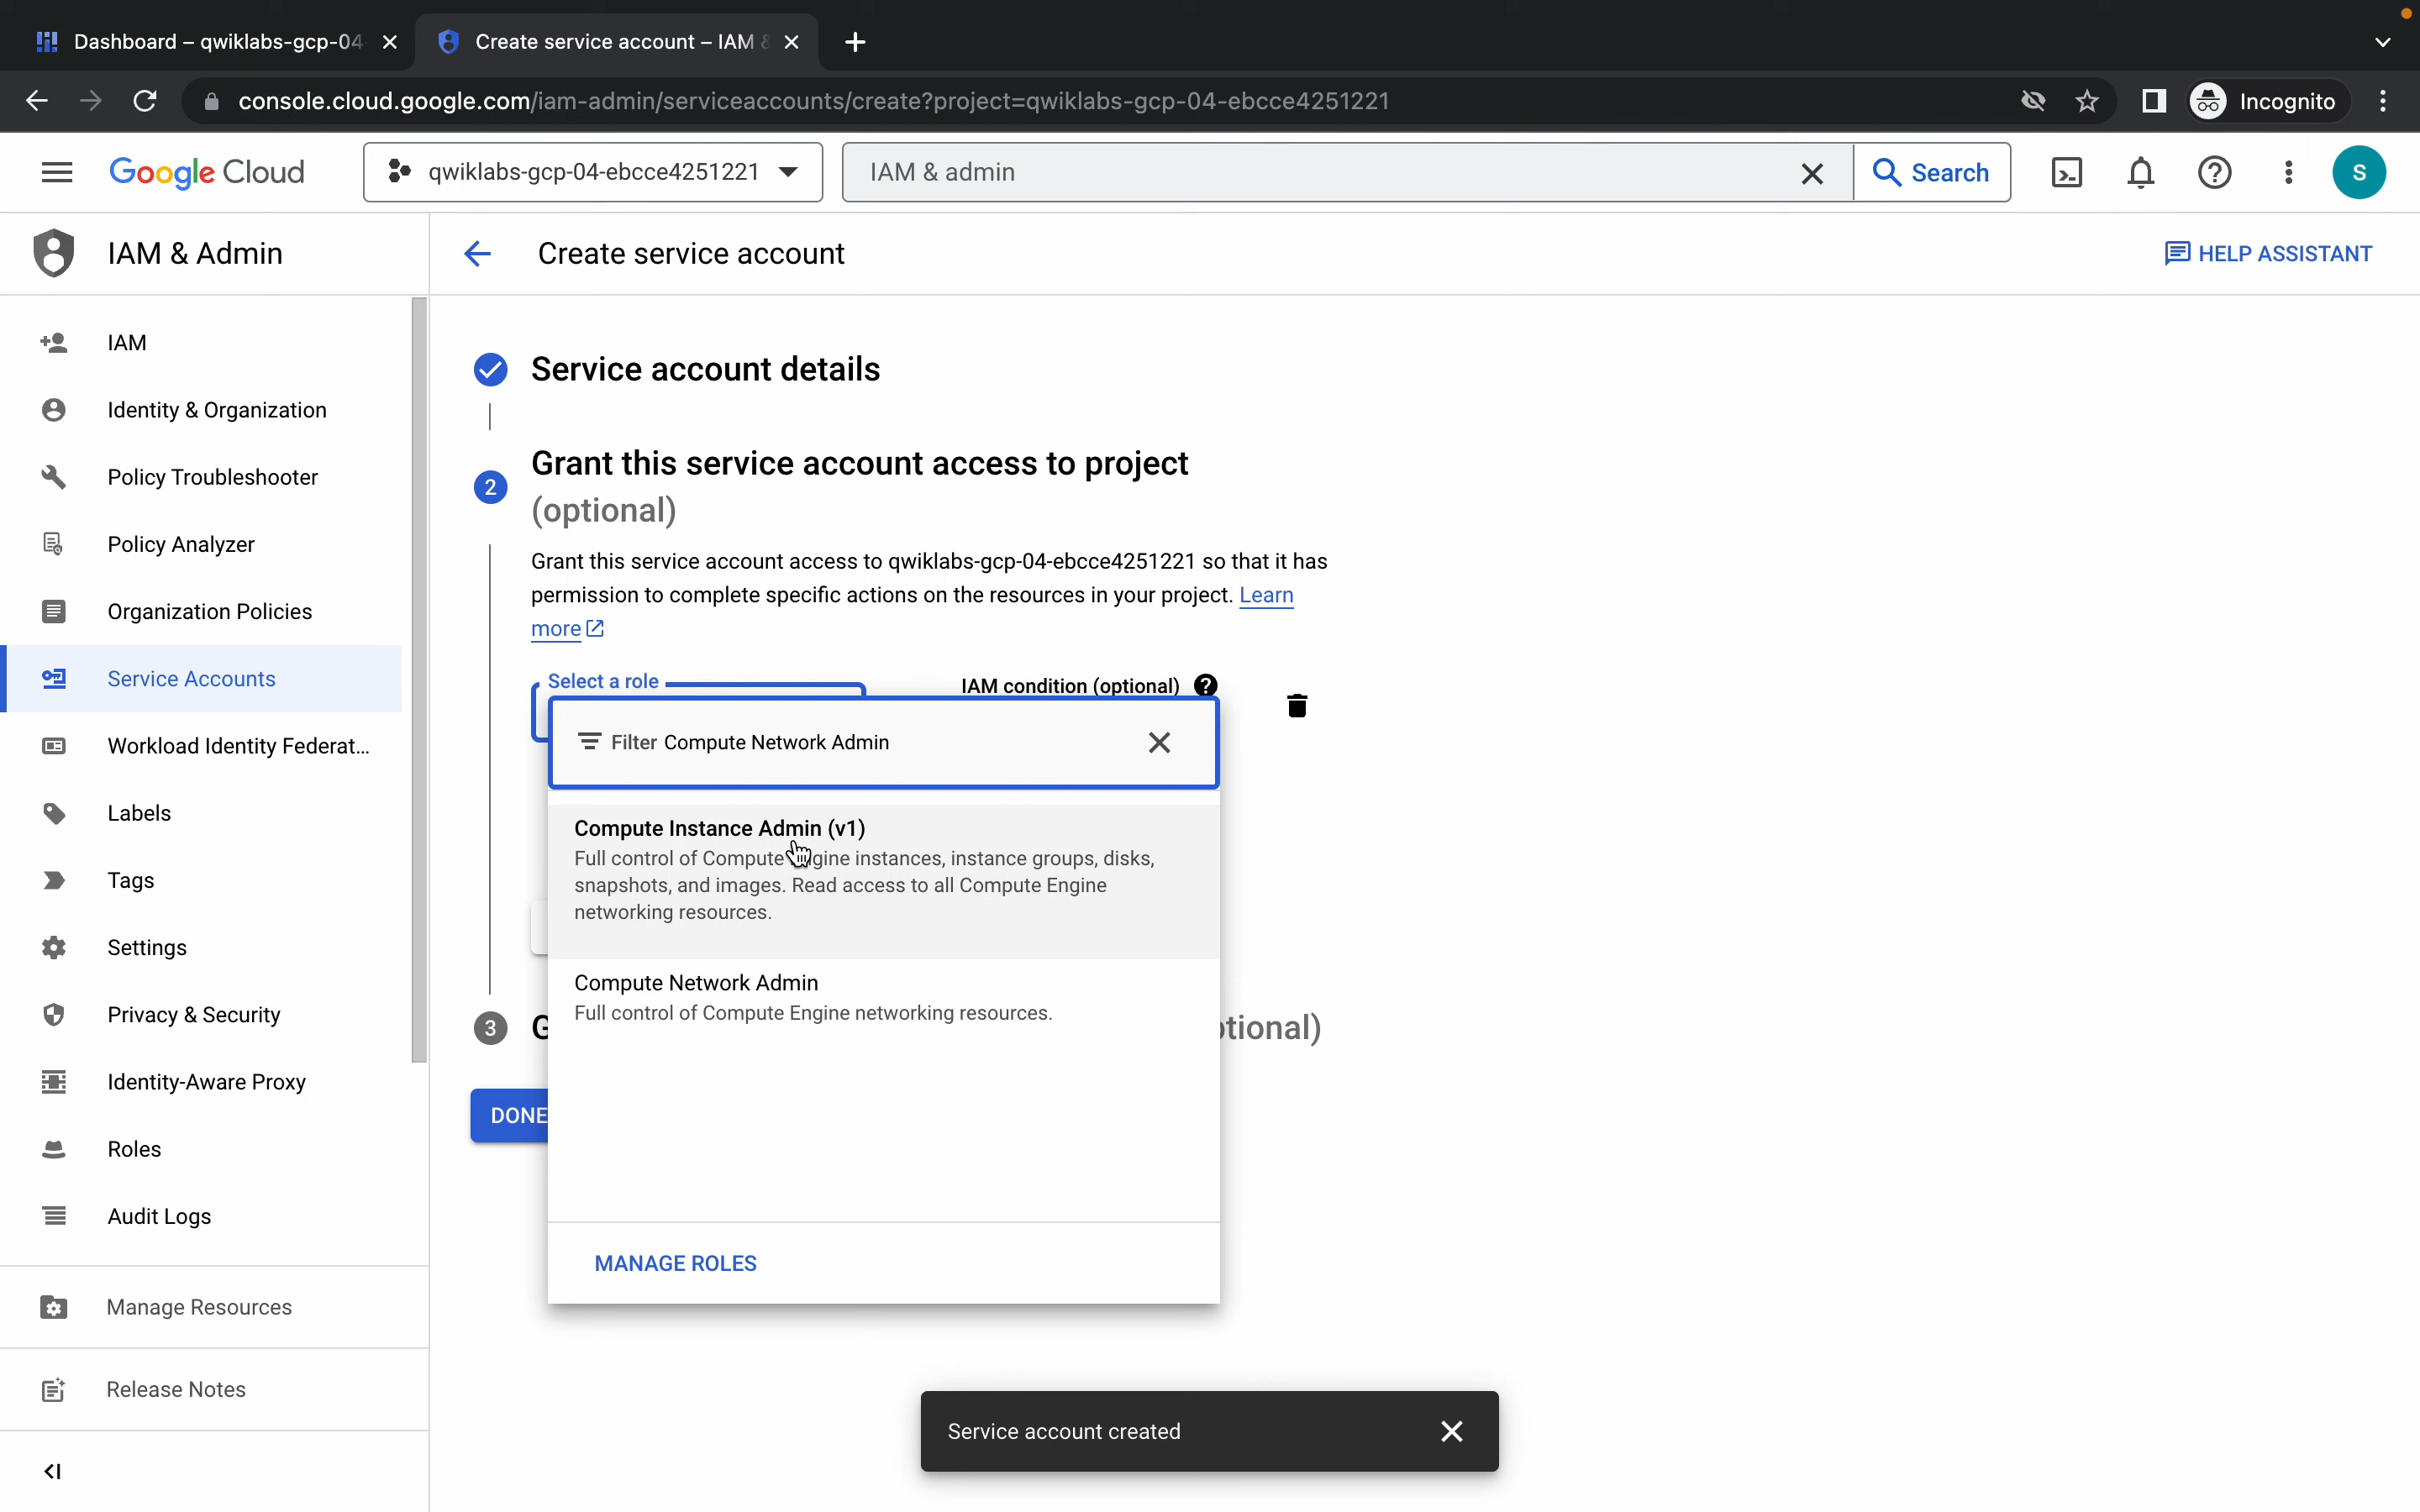 Dashboard – qwiklabs-gcp-04
Create service account – IAM &
console.cloud.google.com/iam-admin/serviceaccounts/create?project=qwiklabs-gcp-04-ebcce4251221
Incognito
Google Cloud
qwiklabs-gcp-04-ebcce4251221
IAM & admin
Search
S
IAM & Admin
Create service account
HELP ASSISTANT
IAM
Identity & Organization
Policy Troubleshooter
Policy Analyzer
Organization Policies
Service Accounts
Workload Identity Federat...
Labels
Tags
Settings
Privacy & Security
Identity-Aware Proxy
Roles
Audit Logs
Manage Resources
Release Notes
Service account details
2
Grant this service account access to project
(optional)
Grant this service account access to qwiklabs-gcp-04-ebcce4251221 so that it has
permission to complete specific actions on the resources in your project. Learn
more
Select a role
IAM condition (optional)
Filter Compute Network Admin
Compute Instance Admin (v1)
Full control of Compute instances, instance groups, disks,
snapshots, and images. Read access to all Compute Engine
networking resources.
Compute Network Admin
Full control of Compute Engine networking resources.
3
DONE
MANAGE ROLES
Service account created